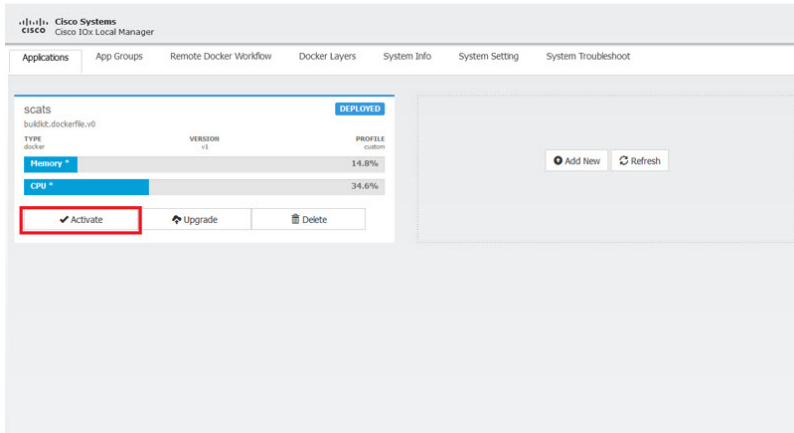 Cisco Systems
CISCO Cisco IOx Local Manager
Applications App Groups Remote Docker Workflow Docker Layers System Info System Setting System Troubleshoot
scats DEPLOYED
buildkit.dockerfile.v0
TYPE VERSION PROFILE
docker v1 custom
Memory * 14.8%
CPU * 34.6%
Activate Upgrade Delete
Add New Refresh